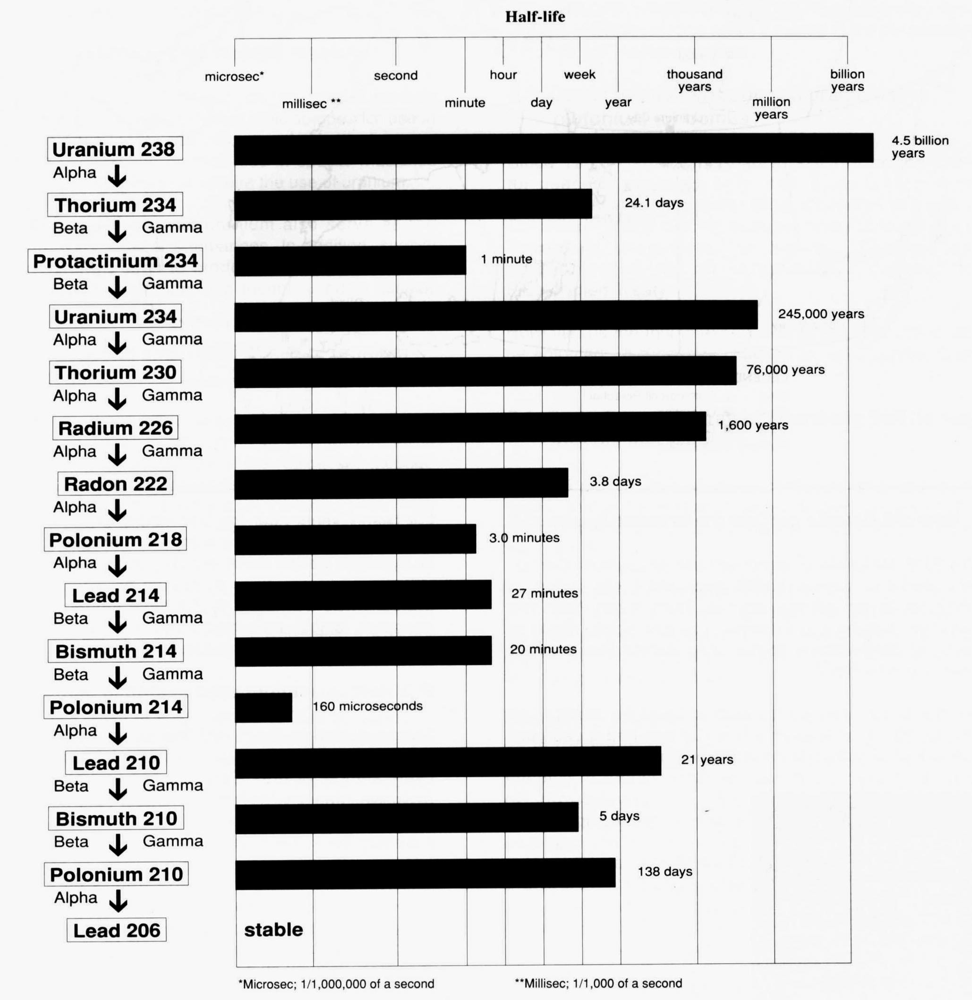 Half-life
microsec*
second
hour
week
thousand
years
billion
years
millisec **
minute
day
year
million
years
Uranium 238
4.5 billion
years
Alpha
Thorium 234
24.1 days
Beta Gamma
Protactinium 234
1 minute
Beta Gamma
Uranium 234
245,000 years
Alpha Gamma
Thorium 230
76,000 years
Alpha Gamma
Radium 226
1,600 years
Alpha Gamma
Radon 222
3.8 days
Alpha
Polonium 218
3.0 minutes
Alpha
Lead 214
27 minutes
Beta Gamma
Bismuth 214
20 minutes
Beta Gamma
Polonium 214
160 microseconds
Alpha
Lead 210
21 years
Beta Gamma
Bismuth 210
5 days
Beta Gamma
Polonium 210
138 days
Alpha
Lead 206
stable
*Microsec; 1/1,000,000 of a second
**Millisec; 1/1,000 of a second